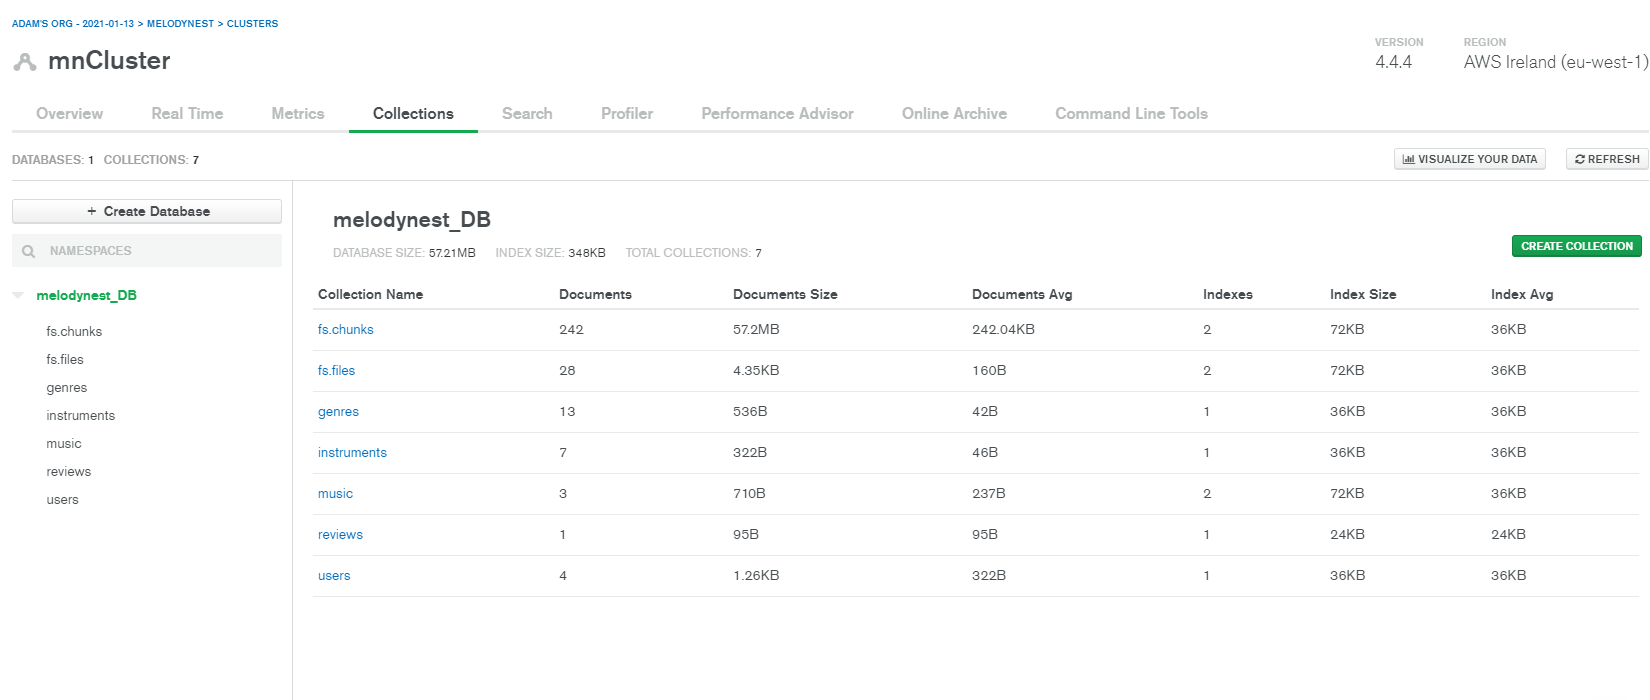 ADAM'S ORG - 2021-01-13 > MELODYNEST > CLUSTERS
mnCluster
VERSION REGION
4.4.4 AWS Ireland (eu-west-1)
Overview Real Time Metrics Collections Search Profiler Performance Advisor Online Archive Command Line Tools
DATABASES: 1 COLLECTIONS: 7 VISUALIZE YOUR DATA REFRESH
+ Create Database
NAMESPACES
melodynest_DB
fs.chunks
fs.files
genres
instruments
music
reviews
users
melodynest_DB
DATABASE SIZE: 57.21MB INDEX SIZE: 348KB TOTAL COLLECTIONS: 7
CREATE COLLECTION
Collection Name Documents Documents Size Documents Avg Indexes Index Size Index Avg
fs.chunks 242 57.2MB 242.04KB 2 72KB 36KB
fs.files 28 4.35KB 160B 2 72KB 36KB
genres 13 536B 42B 1 36KB 36KB
instruments 7 322B 46B 1 36KB 36KB
music 3 710B 237B 2 72KB 36KB
reviews 1 95B 95B 1 24KB 24KB
users 4 1.26KB 322B 1 36KB 36KB